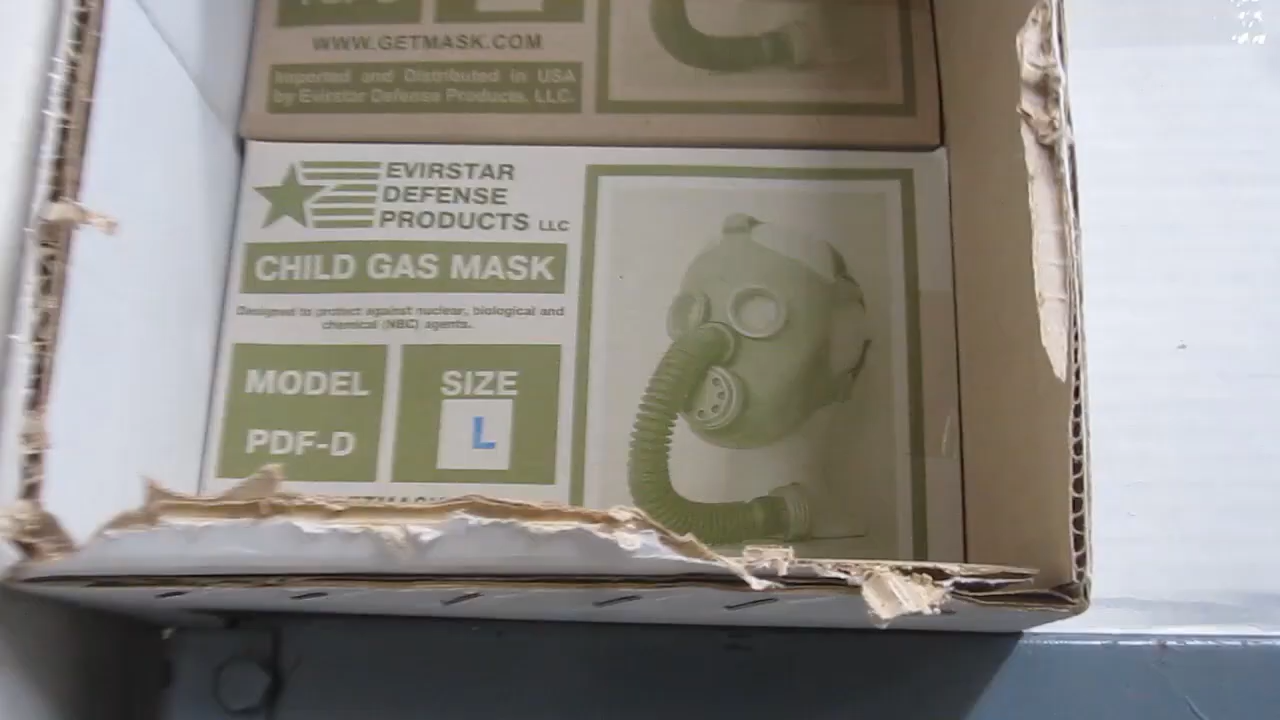 WWW.GETMASK.COM
Imported and Distributed in USA
by Evirstar Defense Products, LLC.
EVIRSTAR
DEFENSE
PRODUCTS LLC
CHILD GAS MASK
Designed to protect against nuclear, biological and
chemical (NBC) agents.
MODEL
PDF-D
SIZE
L